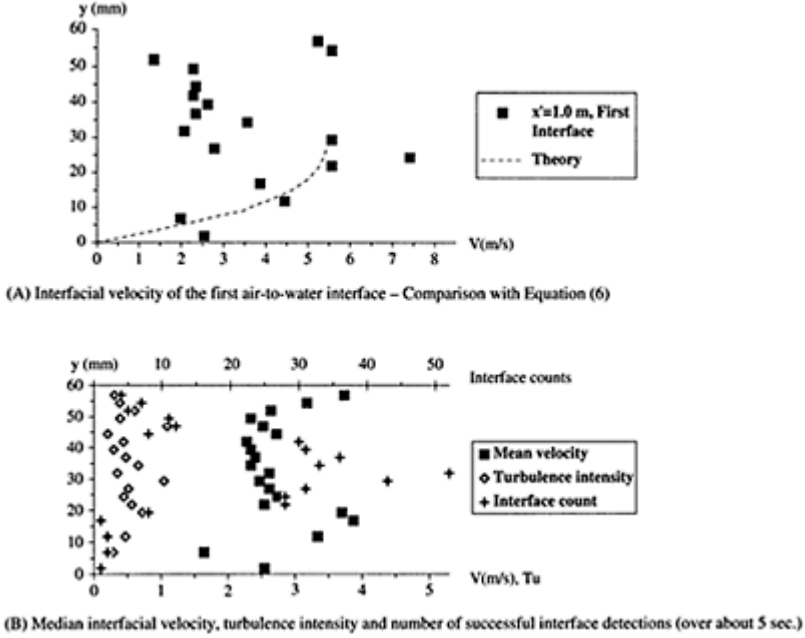 y (mm)
60
50
40
30
20
10
0
0 1 2 3 4 5 6 7 8
V(m/s)
x'=1.0 m, First
Interface
Theory
(A) Interfacial velocity of the first air-to-water interface – Comparison with Equation (6)
y (mm) 10 20 30 40 50
Interface counts
60
50
40
30
20
10
0
0 1 2 3 4 5
V(m/s), Tu
Mean velocity
Turbulence intensity
Interface count
(B) Median interfacial velocity, turbulence intensity and number of successful interface detections (over about 5 sec.)